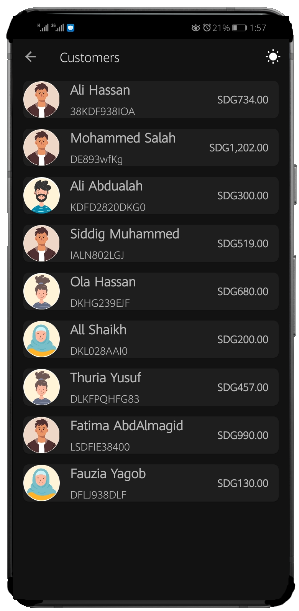 21% 1:57
Customers
Ali Hassan
38KDF938IOA
SDG734.00
Mohammed Salah
DE893wfKg
SDG1,202.00
Ali Abdualah
KDFD2820DKG0
SDG300.00
Siddig Muhammed
IALN802LGJ
SDG519.00
Ola Hassan
DKHG239EJF
SDG680.00
All Shaikh
DKL028AAI0
SDG200.00
Thuria Yusuf
DLKFPQHFG83
SDG457.00
Fatima AbdAlmagid
LSDFIE38400
SDG990.00
Fauzia Yagob
DFLJ938DLF
SDG130.00